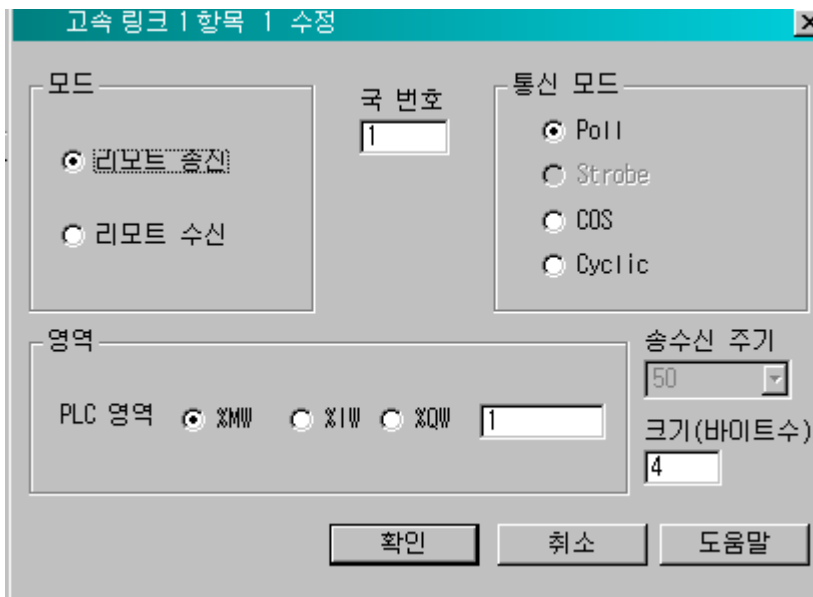 고속 링크 1 항목 1 수정
모드
리모트 송신
리모트 수신
국 번호
1
통신 모드
Poll
Strobe
COS
Cyclic
영역
PLC 영역 %MW %IW %QW 1
송수신 주기
50
크기(바이트수)
4
확인 취소 도움말